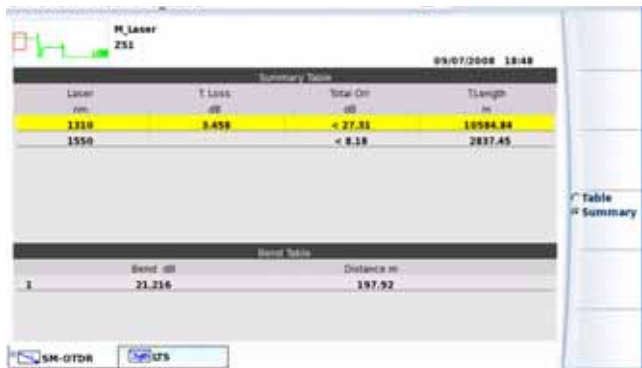 M_Laser
251
09/07/2008 18:48
Summary Table
Laser T. Loss Total Orl T.Length
nm dB dB m
1310 3.458 < 27.31 10584.84
1550 < 8.18 2837.45
Table
Summary
Bend Table
Bend dB Distance m
1 21.216 197.92
SM-OTDR LTS